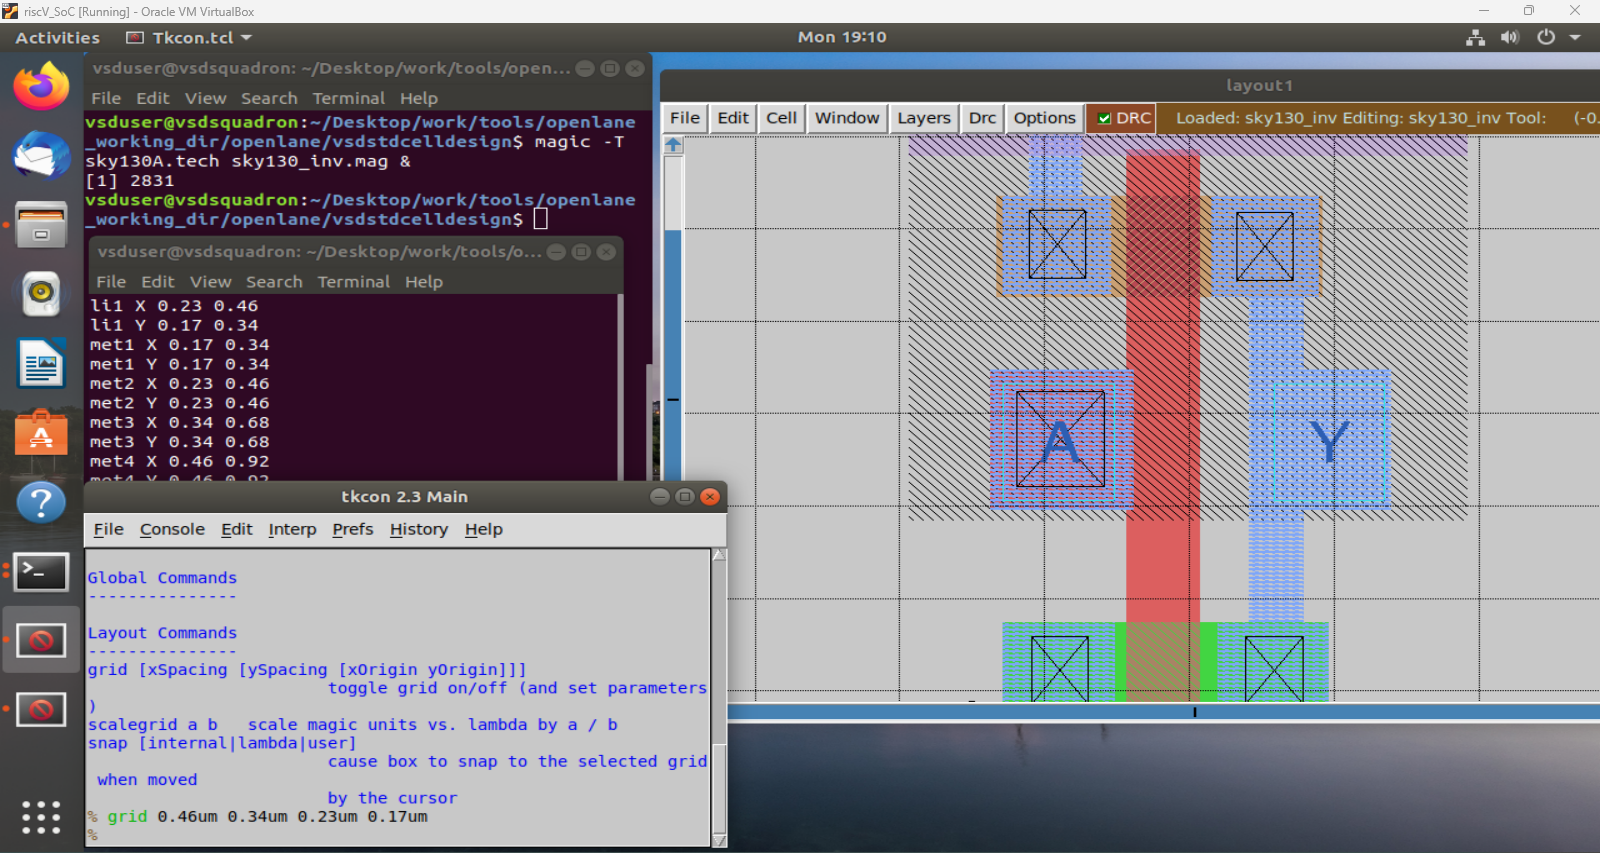 riscV_SoC [Running] - Oracle VM VirtualBox
Activities Tkcon.tcl Mon 19:10
vsduser@vsdsquadron: ~/Desktop/work/tools/open...
File Edit View Search Terminal Help
vsduser@vsdsquadron:~/Desktop/work/tools/openlane
_working_dir/openlane/vsdstdcelldesign$ magic -T
sky130A.tech sky130_inv.mag &
[1] 2831
vsduser@vsdsquadron:~/Desktop/work/tools/openlane
_working_dir/openlane/vsdstdcelldesign$
vsduser@vsdsquadron: ~/Desktop/work/tools/o...
File Edit View Search Terminal Help
li1 X 0.23 0.46
li1 Y 0.17 0.34
met1 X 0.17 0.34
met1 Y 0.17 0.34
met2 X 0.23 0.46
met2 Y 0.23 0.46
met3 X 0.34 0.68
met3 Y 0.34 0.68
met4 X 0.46 0.92
met4 Y 0.46 0.92
tkcon 2.3 Main
File Console Edit Interp Prefs History Help
Global Commands
---------------
Layout Commands
---------------
grid [xSpacing [ySpacing [xOrigin yOrigin]]]
toggle grid on/off (and set parameters
)
scalegrid a b scale magic units vs. lambda by a / b
snap [internal|lambda|user]
cause box to snap to the selected grid
when moved
by the cursor
% grid 0.46um 0.34um 0.23um 0.17um
%
layout1
File Edit Cell Window Layers Drc Options DRC Loaded: sky130_inv Editing: sky130_inv Tool: (-0.
A Y